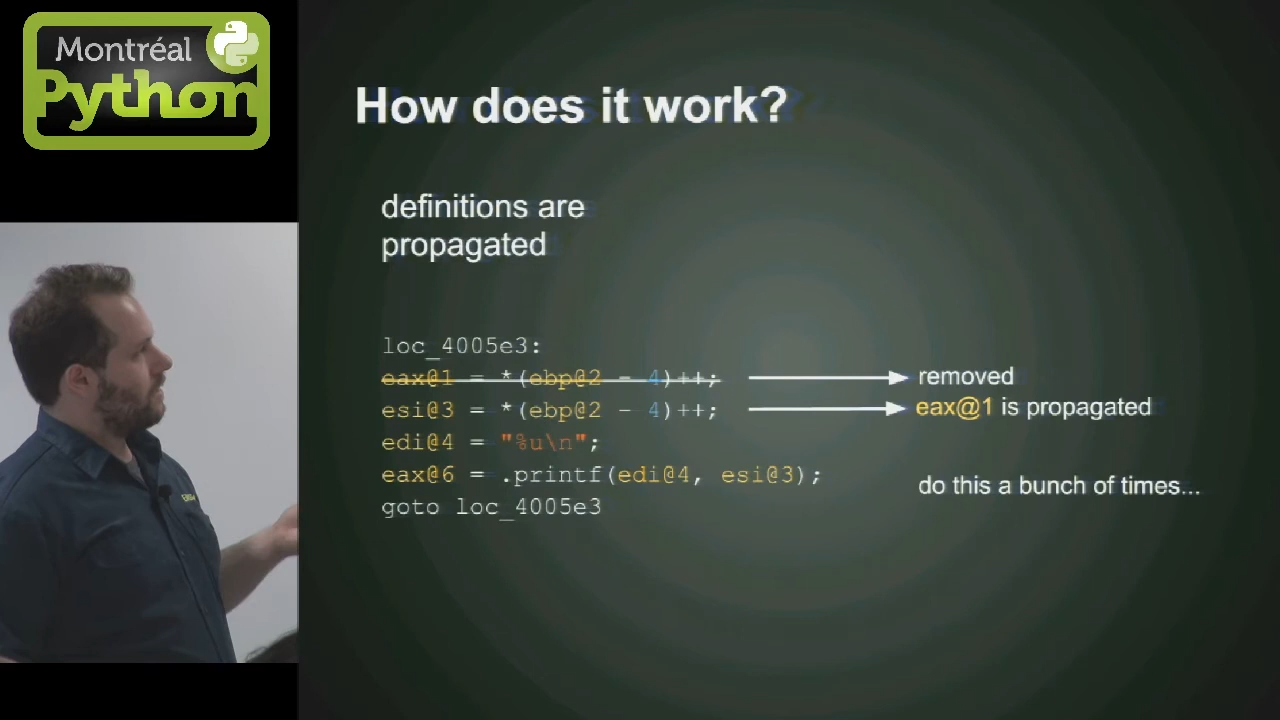 Montréal
Python
How does it work?
definitions are
propagated
loc_4005e3:
eax@1 = *(ebp@2 - 4)++; removed
esi@3 = *(ebp@2 - 4)++; eax@1 is propagated
edi@4 = "%u\n";
eax@6 = .printf(edi@4, esi@3);
do this a bunch of times...
goto loc_4005e3